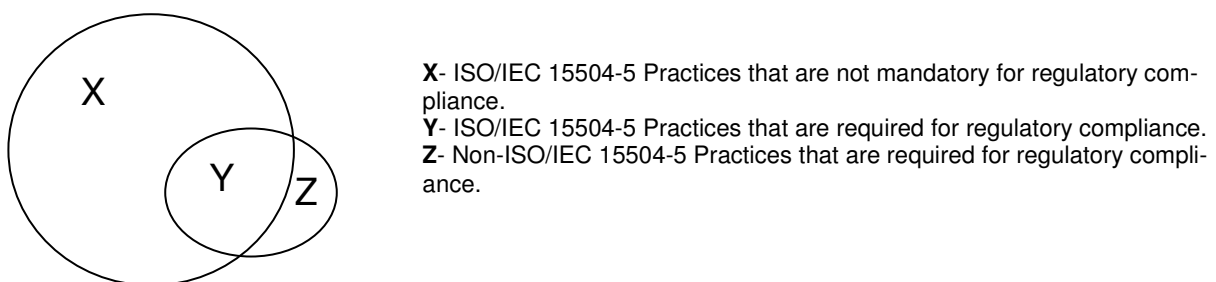 X
Y
Z
X- ISO/IEC 15504-5 Practices that are not mandatory for regulatory com-
pliance.
Y- ISO/IEC 15504-5 Practices that are required for regulatory compliance.
Z- Non-ISO/IEC 15504-5 Practices that are required for regulatory compli-
ance.